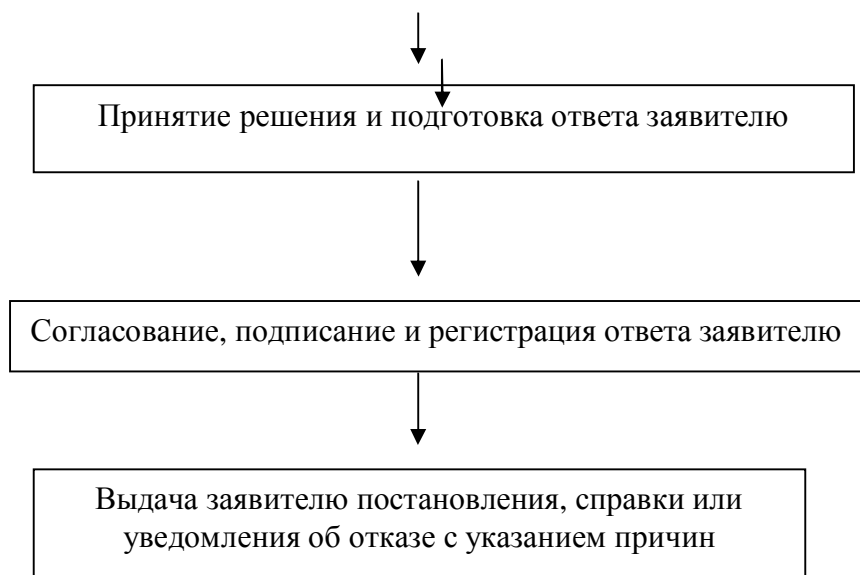 Принятие решения и подготовка ответа заявителю
Согласование, подписание и регистрация ответа заявителю
Выдача заявителю постановления, справки или
уведомления об отказе с указанием причин